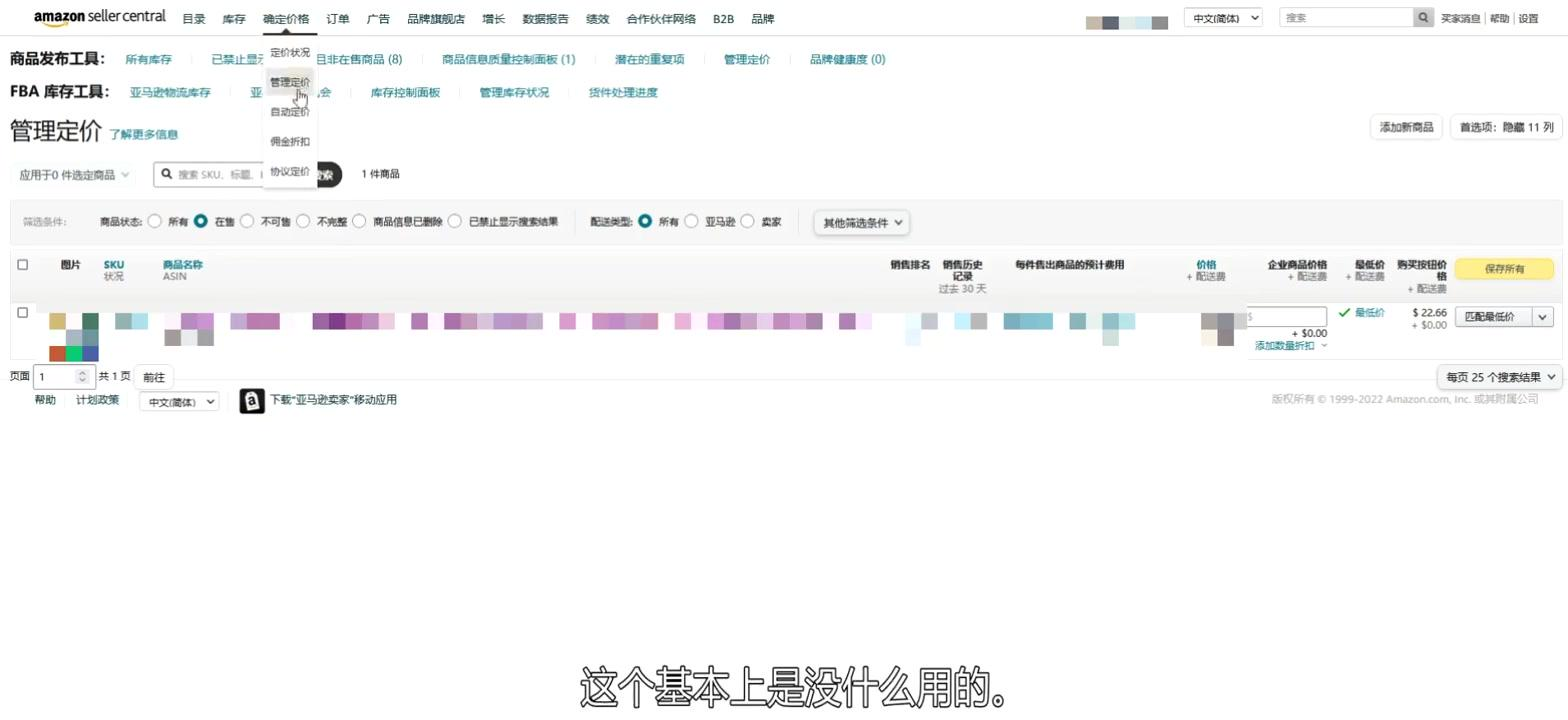 amazon seller central 目录 库存 确定价格 订单 广告 品牌旗舰店 增长 数据报告 绩效 合作伙伴网络 B2B 品牌 中文(简体) 搜索 买家消息 帮助 设置
商品发布工具： 所有库存 已禁止显示 且非在售商品 (8) 商品信息质量控制面板 (1) 潜在的重复项 管理定价 品牌健康度 (0)
定价状况
管理定价
自动定价
佣金折扣
协议定价
FBA 库存工具： 亚马逊物流库存 亚 会 库存控制面板 管理库存状况 货件处理进度
管理定价 了解更多信息 添加新商品 首选项：隐藏 11 列
应用于0 件选定商品 搜索 SKU、标题、 搜索 1 件商品
筛选条件: 商品状态: 所有 在售 不可售 不完整 商品信息已删除 已禁止显示搜索结果 配送类型: 所有 亚马逊 卖家 其他筛选条件
图片 SKU 商品名称 销售排名 销售历史记录 每件售出商品的预计费用 价格 企业商品价格 最低价 购买按钮价格 保存所有
状况 ASIN 过去 30 天 + 配送费 + 配送费 + 配送费 + 配送费
$ 最低价 $ 22.66 匹配最低价
+ $0.00 + $0.00
添加数量折扣
页面 1 共 1 页 前往 每页 25 个搜索结果
帮助 计划政策 中文(简体) a 下载"亚马逊卖家"移动应用 版权所有 © 1999-2022 Amazon.com, Inc. 或其附属公司
这个基本上是没什么用的。